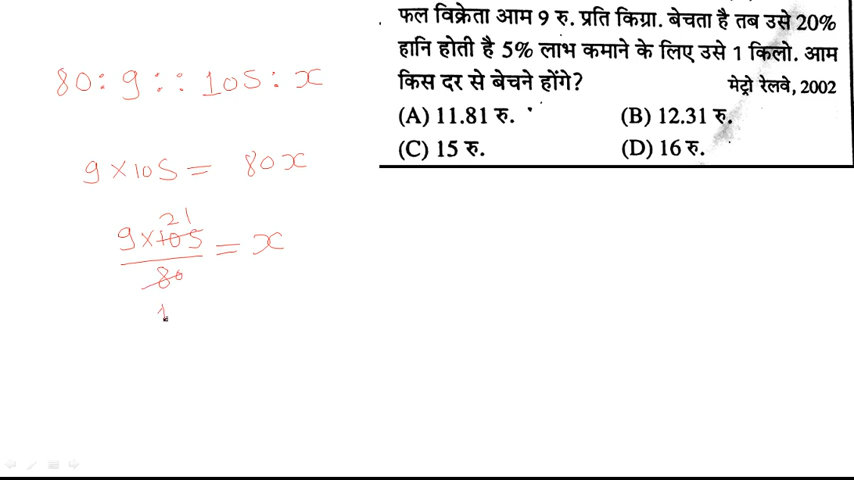 फल विक्रेता आम 9 रु. प्रति किग्रा. बेचता है तब उसे 20%
हानि होती है 5% लाभ कमाने के लिए उसे 1 किलो. आम
किस दर से बेचने होंगे?
मेट्रो रेलवे, 2002
(A) 11.81 रु. (B) 12.31 रु.
(C) 15 रु. (D) 16 रु.
80 : 9 :: 105 : x
9 × 105 = 80x
21
9 × 105 = x
80
1